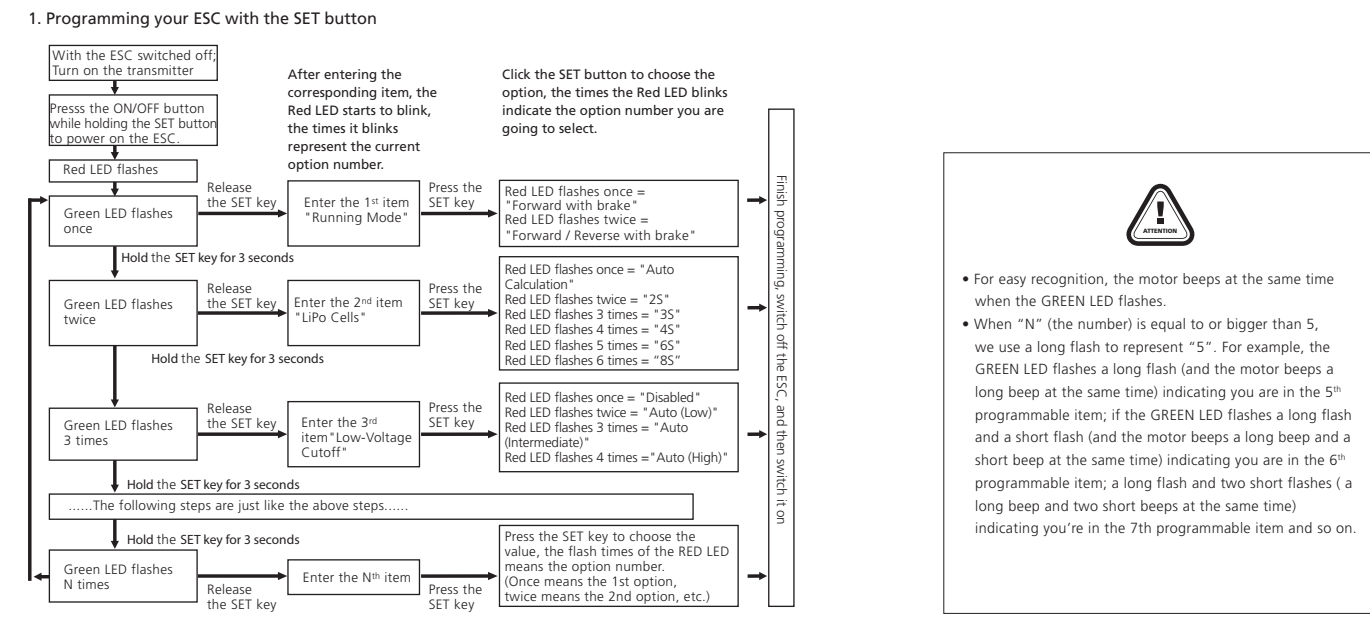 1. Programming your ESC with the SET button
With the ESC switched off;
Turn on the transmitter
Presss the ON/OFF button
while holding the SET button
to power on the ESC.
Red LED flashes
After entering the
corresponding item, the
Red LED starts to blink,
the times it blinks
represent the current
option number.
Click the SET button to choose the
option, the times the Red LED blinks
indicate the option number you are
going to select.
Green LED flashes
once
Release
the SET key
Enter the 1st item
"Running Mode"
Press the
SET key
Red LED flashes once =
"Forward with brake"
Red LED flashes twice =
"Forward / Reverse with brake"
Hold the SET key for 3 seconds
Green LED flashes
twice
Release
the SET key
Enter the 2nd item
"LiPo Cells"
Press the
SET key
Red LED flashes once = "Auto
Calculation"
Red LED flashes twice = "2S"
Red LED flashes 3 times = "3S"
Red LED flashes 4 times = "4S"
Red LED flashes 5 times = "6S"
Red LED flashes 6 times = “8S”
Hold the SET key for 3 seconds
Green LED flashes
3 times
Release
the SET key
Enter the 3rd
item"Low-Voltage
Cutoff"
Press the
SET key
Red LED flashes once = "Disabled"
Red LED flashes twice = "Auto (Low)"
Red LED flashes 3 times = "Auto
(Intermediate)"
Red LED flashes 4 times ="Auto (High)"
Hold the SET key for 3 seconds
......The following steps are just like the above steps......
Hold the SET key for 3 seconds
Green LED flashes
N times
Release
the SET key
Enter the Nth item
Press the
SET key
Press the SET key to choose the
value, the flash times of the RED LED
means the option number.
(Once means the 1st option,
twice means the 2nd option, etc.)
Finish programming, switch off the ESC, and then switch it on
ATTENTION
• For easy recognition, the motor beeps at the same time
when the GREEN LED flashes.
• When “N” (the number) is equal to or bigger than 5,
we use a long flash to represent “5”. For example, the
GREEN LED flashes a long flash (and the motor beeps a
long beep at the same time) indicating you are in the 5th
programmable item; if the GREEN LED flashes a long flash
and a short flash (and the motor beeps a long beep and a
short beep at the same time) indicating you are in the 6th
programmable item; a long flash and two short flashes ( a
long beep and two short beeps at the same time)
indicating you’re in the 7th programmable item and so on.